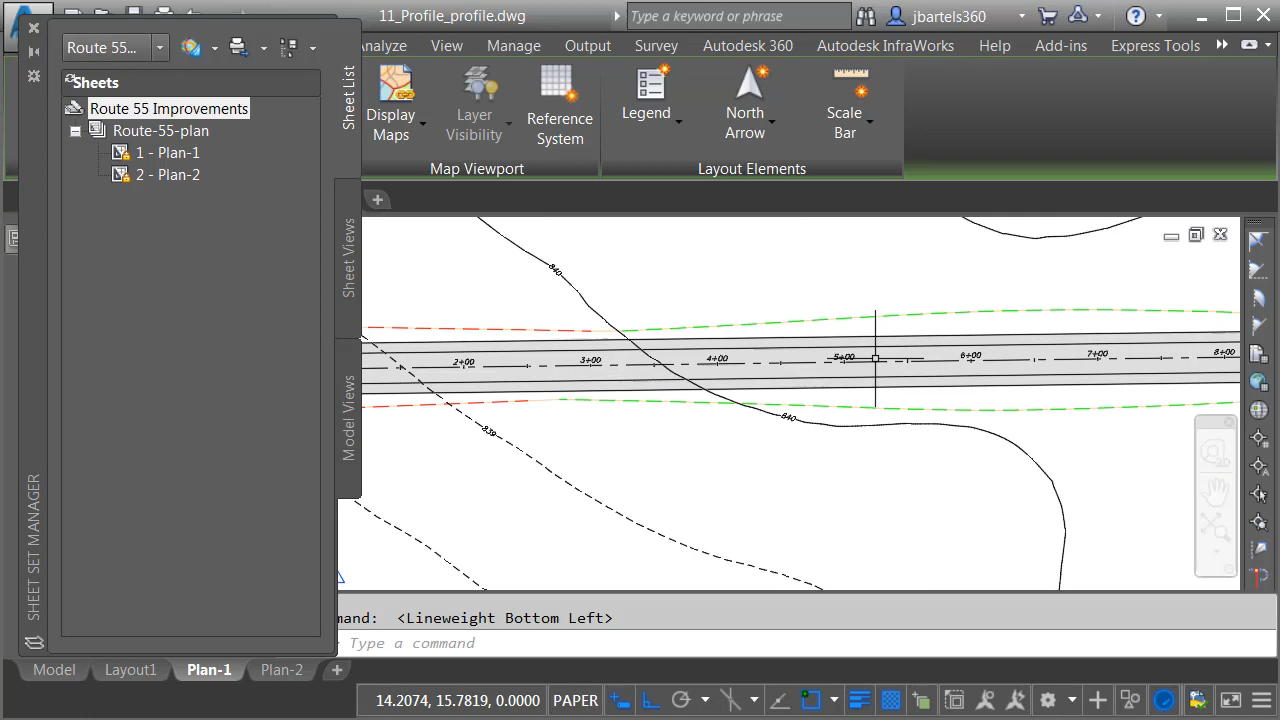 11_Profile_profile.dwg
Type a keyword or phrase
jbartels360
Route 55...
Analyze View Manage Output Survey Autodesk 360 Autodesk InfraWorks Help Add-ins Express Tools
Sheets
Route 55 Improvements
Route-55-plan
1 - Plan-1
2 - Plan-2
Sheet List
Sheet Views
Model Views
SHEET SET MANAGER
Display Maps
Layer Visibility
Reference System
Legend
North Arrow
Scale Bar
Map Viewport
Layout Elements
840
2+00
3+00
4+00
5+00
6+00
7+00
8+00
840
839
2D
mand: <Lineweight Bottom Left>
Type a command
Model
Layout1
Plan-1
Plan-2
14.2074, 15.7819, 0.0000
PAPER